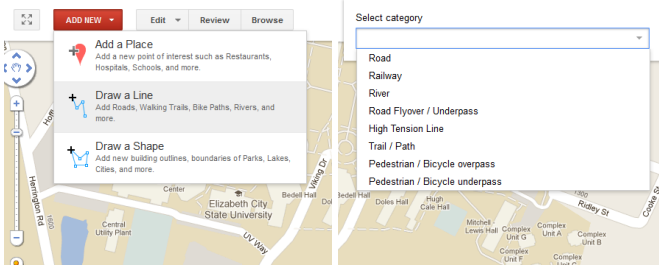 ADD NEW
Edit
Review
Browse
Add a Place
Add a new point of interest such as Restaurants,
Hospitals, Schools, and more.
Draw a Line
Add Roads, Walking Trails, Bike Paths, Rivers, and
more.
Draw a Shape
Add new building outlines, boundaries of Parks, Lakes,
Cities, and more.
Herrington Rd
1600
Center
Elizabeth City
State University
Central
Utility Plant
UV Way
Viking Dr
Bedell Hall
Select category
Road
Railway
River
Road Flyover / Underpass
High Tension Line
Trail / Path
Pedestrian / Bicycle overpass
Pedestrian / Bicycle underpass
Bedell Hall
Doles Hall
Hugh
Cale Hall
1300
Ridley St
Cooke St
Mitchell
Lewis Hall
Complex
Unit G
Complex
Unit A
Complex
Unit B
Complex
Unit F